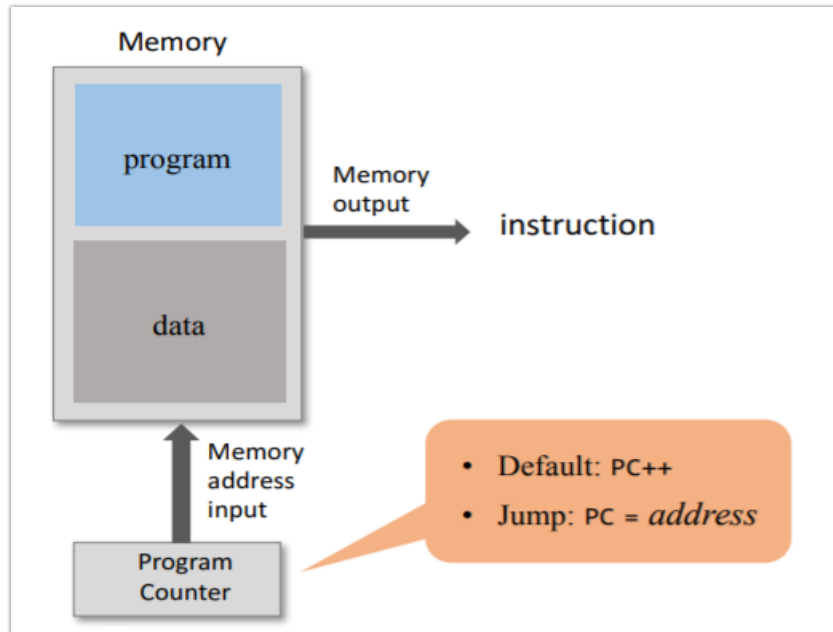 Memory
program
Memory
output
instruction
data
Memory
address
input
• Default: PC++
• Jump: PC = address
Program
Counter